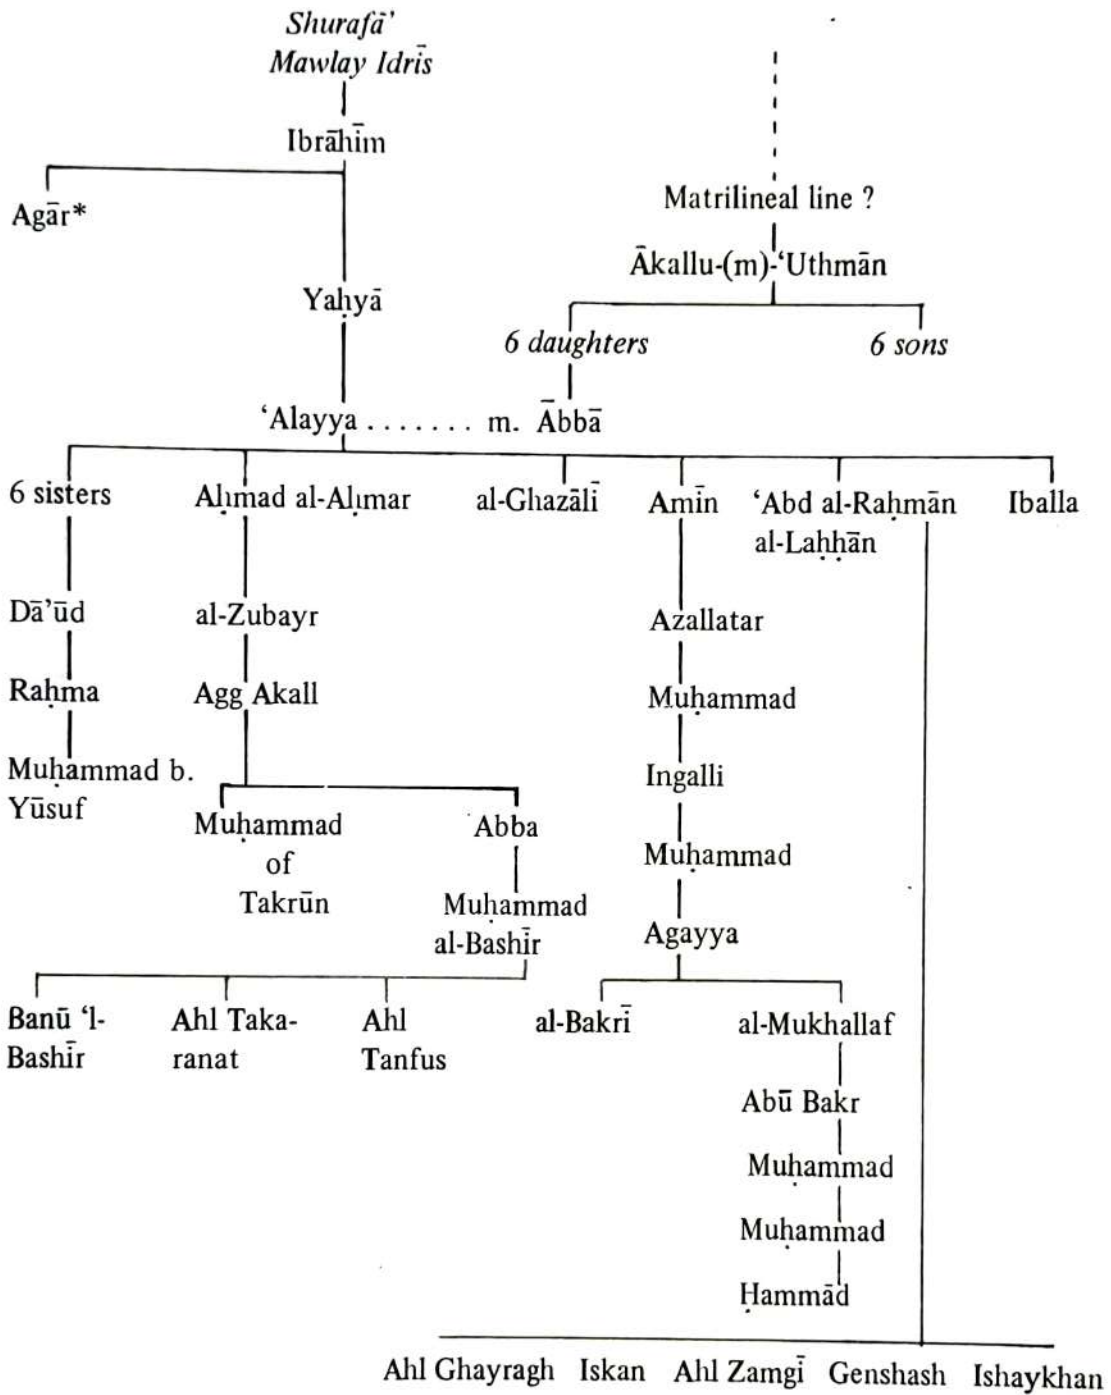 Shurafā’
Mawlay Idrīs
Ibrāhīm
Agār*
Matrilineal line ?
Ākallu-(m)-‘Uthmān
Yaḥyā
6 daughters
6 sons
‘Alayya ....... m. Ābbā
6 sisters
Aḥmad al-Aḥmar
al-Ghazālī
Amīn
‘Abd al-Raḥmān
al-Laḥḥān
Iballa
Dā’ūd
al-Zubayr
Azallatar
Raḥma
Agg Akall
Muḥammad
Muḥammad b.
Yūsuf
Ingalli
Muḥammad
of
Takrūn
Abba
Muḥammad
Muḥammad
al-Bashīr
Agayya
Banū ‘l-
Bashīr
Ahl Taka-
ranat
Ahl
Tanfus
al-Bakrī
al-Mukhallaf
Abū Bakr
Muḥammad
Muḥammad
Ḥammād
Ahl Ghayragh Iskan Ahl Zamgī Genshash Ishaykhan